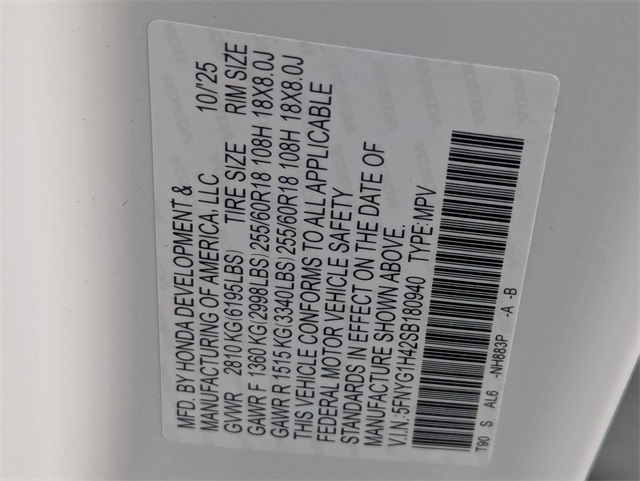 MFD. BY HONDA DEVELOPMENT &
MANUFACTURING OF AMERICA, LLC 10/'25
GVWR 2810 KG(6195LBS) TIRE SIZE RIM SIZE
GAWR F 1360 KG(2998LBS) 255/60R18 108H 18X8.0J
GAWR R 1515 KG(3340LBS) 255/60R18 108H 18X8.0J
THIS VEHICLE CONFORMS TO ALL APPLICABLE
FEDERAL MOTOR VEHICLE SAFETY
STANDARDS IN EFFECT ON THE DATE OF
MANUFACTURE SHOWN ABOVE.
V.I.N.:5FNYG1H42SB180940 TYPE:MPV
T90 S AL6 -NH883P -A -B